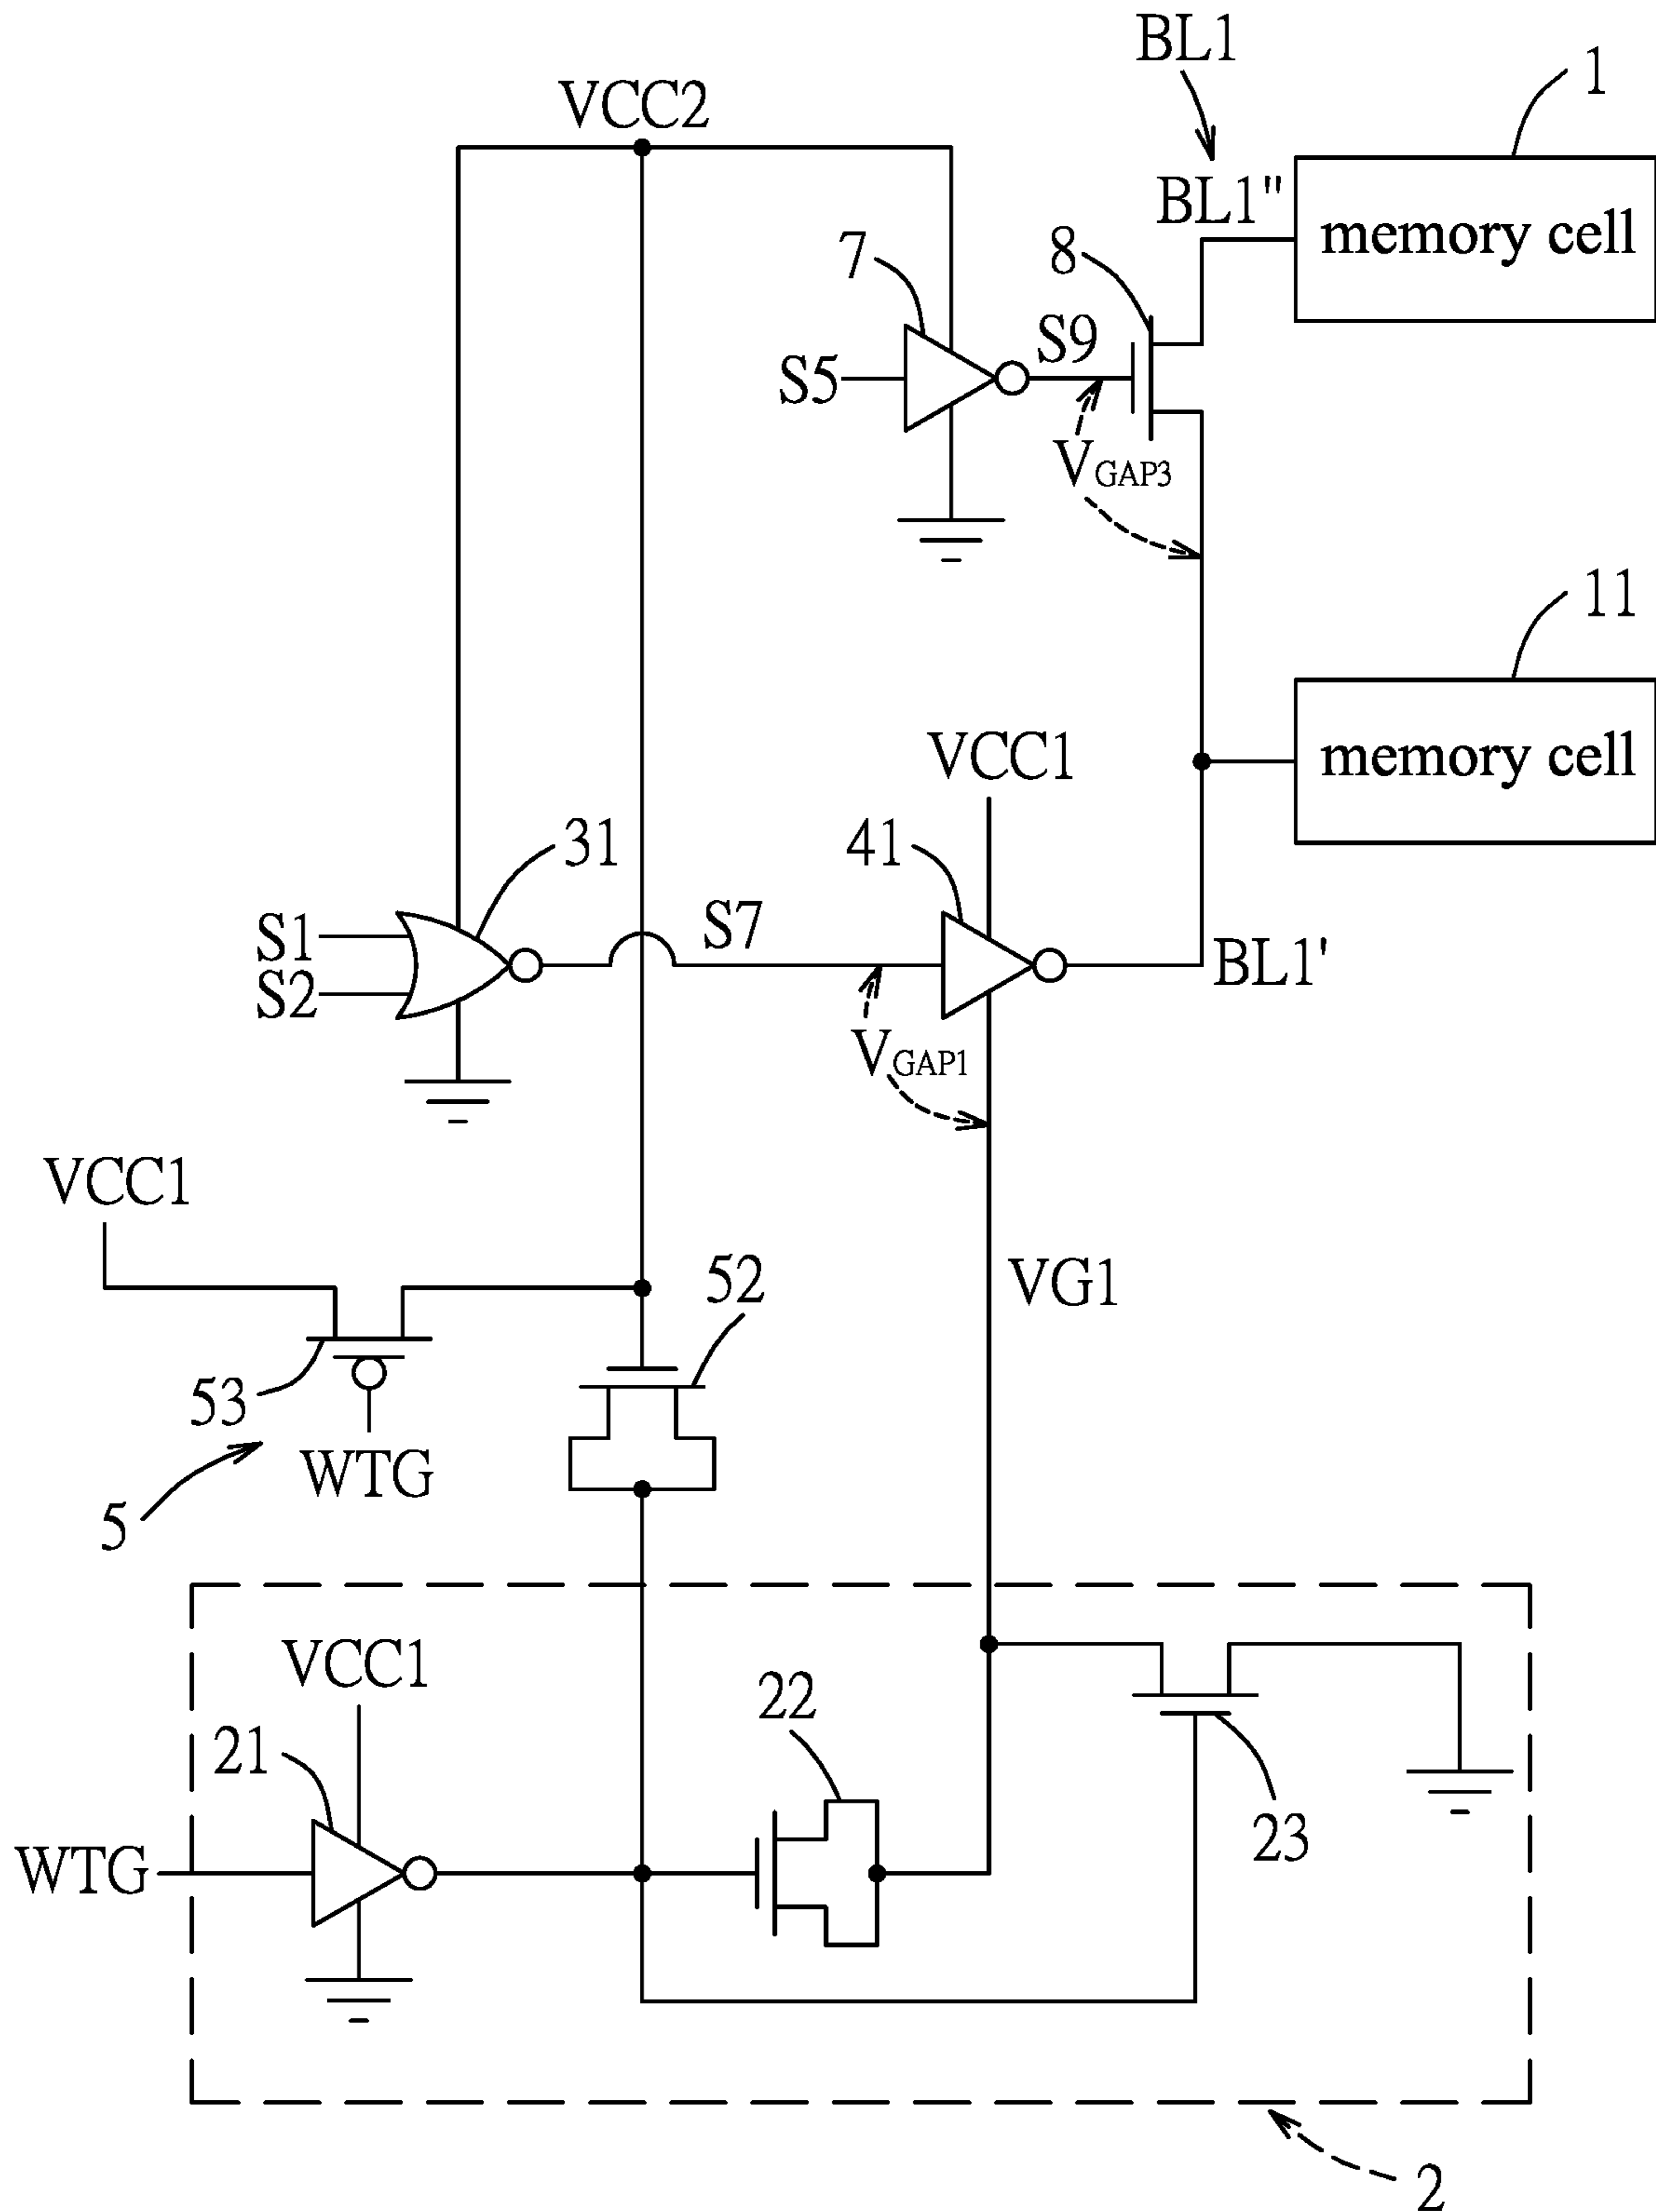 BL1
1
VCC2
BL1"
memory cell
7
8
S9
S5
VGAP3
11
VCC1
memory cell
31
41
S1
S7
BL1'
S2
VGAP1
VCC1
52
VG1
53
WTG
5
VCC1
22
21
23
WTG
2